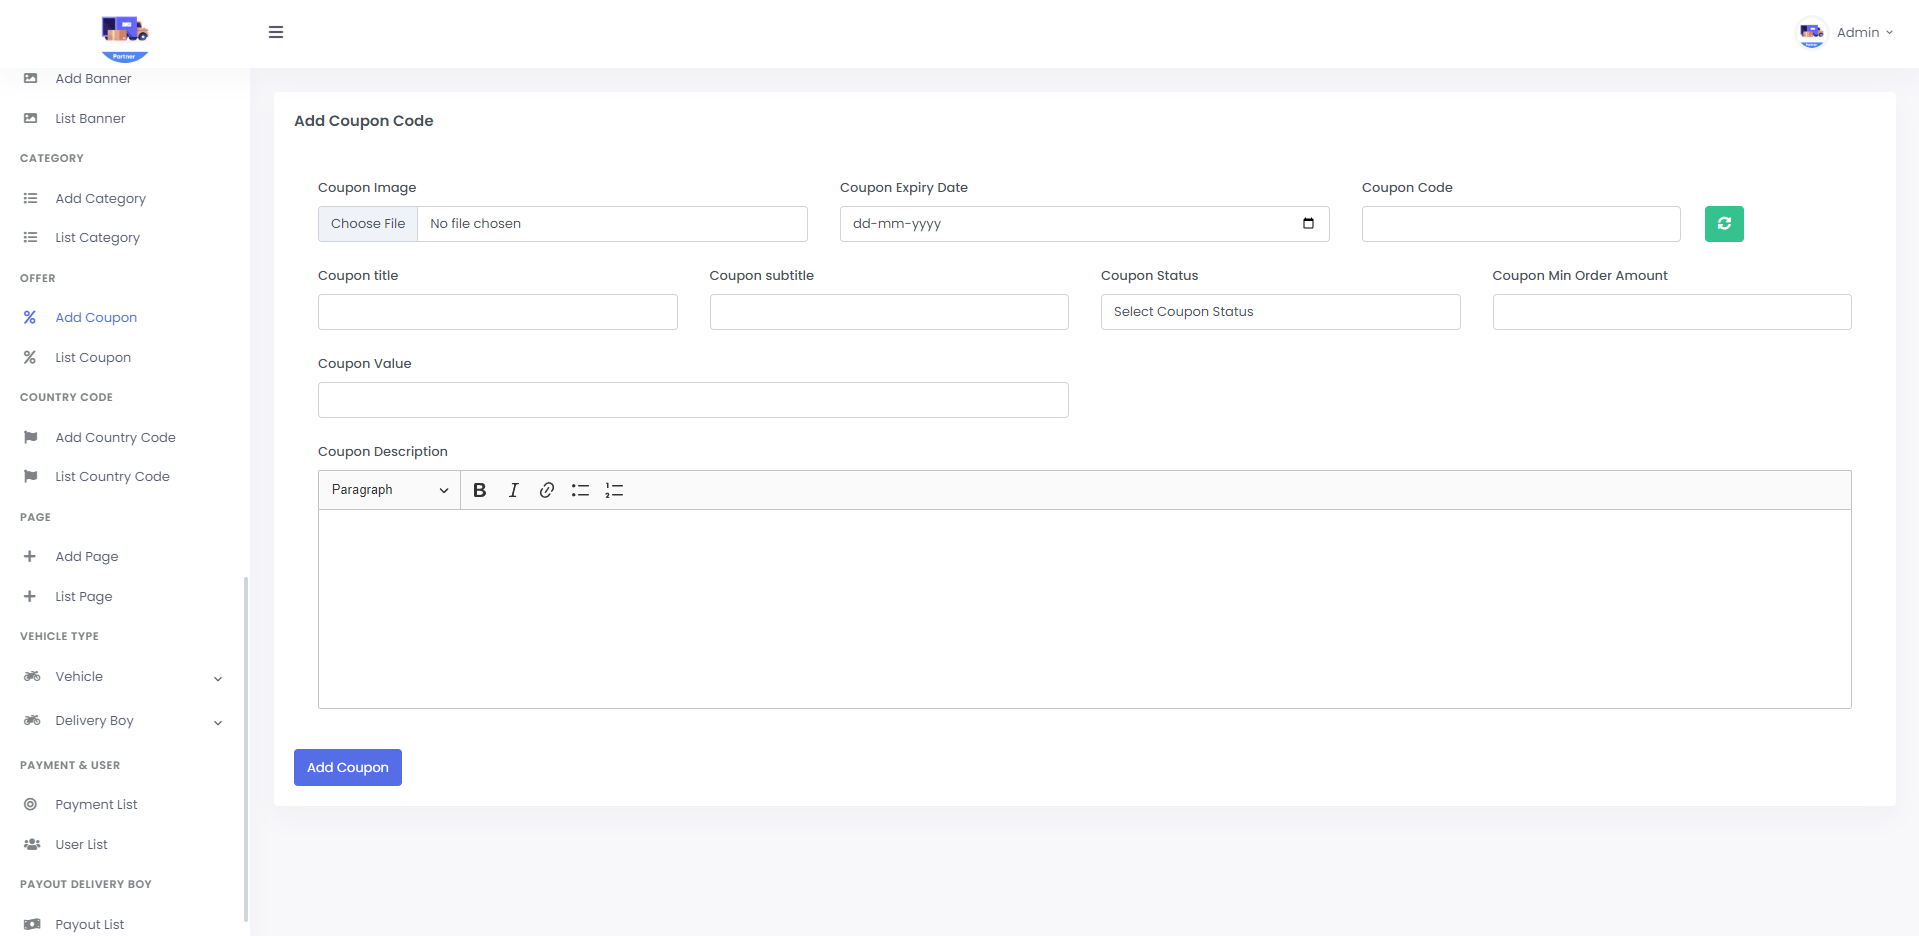 Partner
Admin
Add Banner
List Banner
CATEGORY
Add Category
List Category
OFFER
Add Coupon
List Coupon
COUNTRY CODE
Add Country Code
List Country Code
PAGE
Add Page
List Page
VEHICLE TYPE
Vehicle
Delivery Boy
PAYMENT & USER
Payment List
User List
PAYOUT DELIVERY BOY
Payout List
Add Coupon Code
Coupon Image
Coupon Expiry Date
Coupon Code
Choose File No file chosen
dd-mm-yyyy
Coupon title
Coupon subtitle
Coupon Status
Coupon Min Order Amount
Select Coupon Status
Coupon Value
Coupon Description
Paragraph
Add Coupon